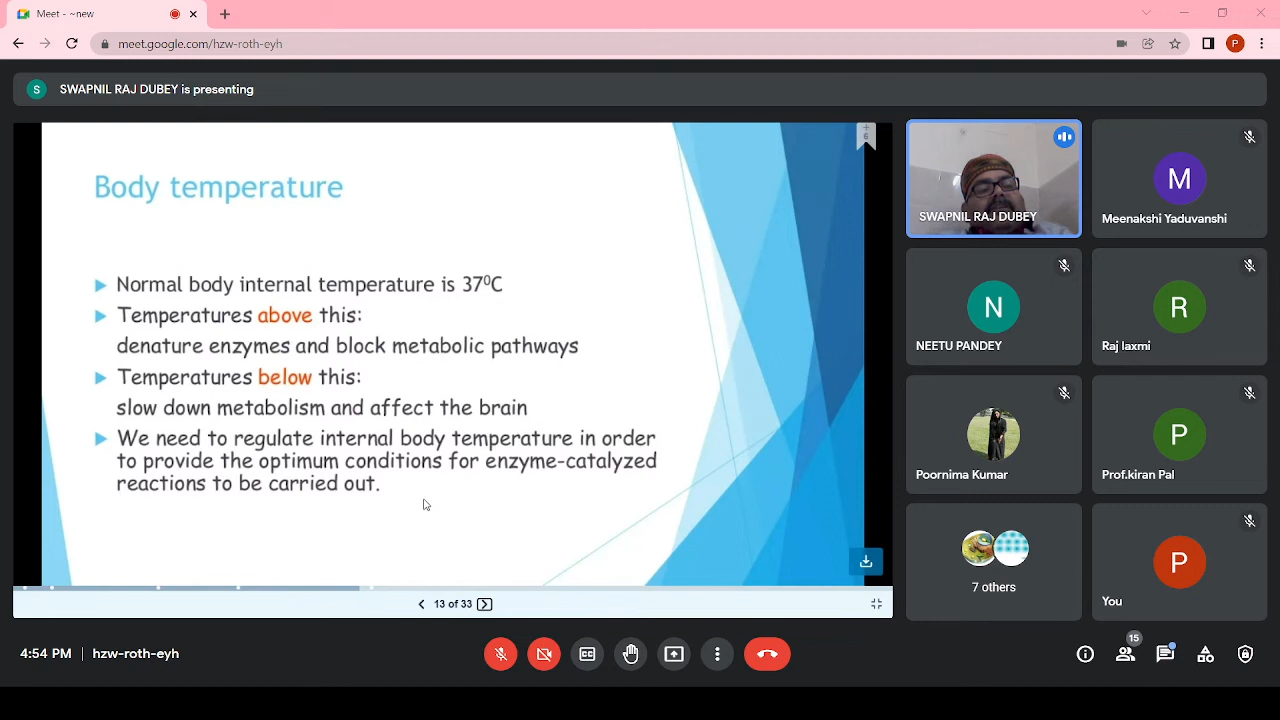 Meet - ~new
meet.google.com/hzw-roth-eyh
P
S SWAPNIL RAJ DUBEY is presenting
6
Body temperature
Normal body internal temperature is 37⁰C
Temperatures above this:
denature enzymes and block metabolic pathways
Temperatures below this:
slow down metabolism and affect the brain
We need to regulate internal body temperature in order
to provide the optimum conditions for enzyme-catalyzed
reactions to be carried out.
13 of 33
SWAPNIL RAJ DUBEY
M
Meenakshi Yaduvanshi
N
NEETU PANDEY
R
Raj laxmi
Poornima Kumar
P
Prof.kiran Pal
7 others
P
You
4:54 PM | hzw-roth-eyh
CC
15